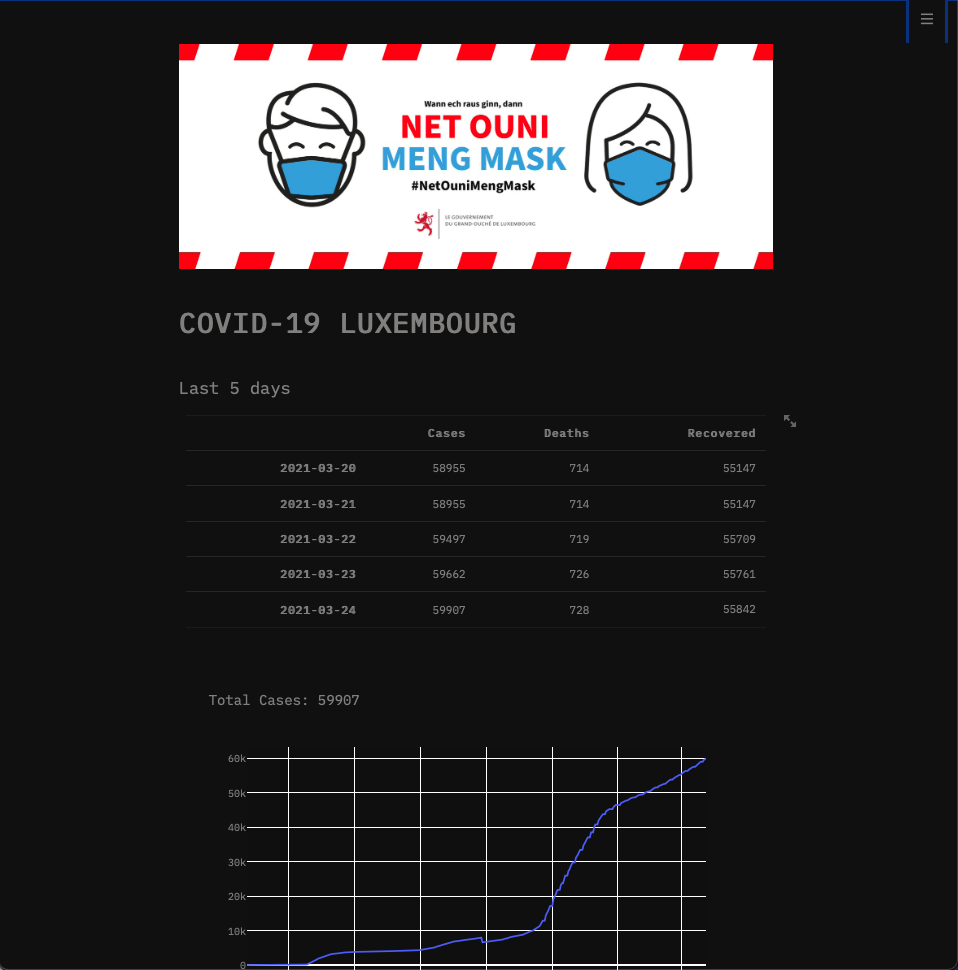 Wann ech raus ginn, dann
NET OUNI
MENG MASK
#NetOuniMengMask
LE GOUVERNEMENT
DU GRAND-DUCHÉ DE LUXEMBOURG
COVID-19 LUXEMBOURG
Last 5 days
Cases Deaths Recovered
2021-03-20 58955 714 55147
2021-03-21 58955 714 55147
2021-03-22 59497 719 55709
2021-03-23 59662 726 55761
2021-03-24 59907 728 55842
Total Cases: 59907
60k
50k
40k
30k
20k
10k
0